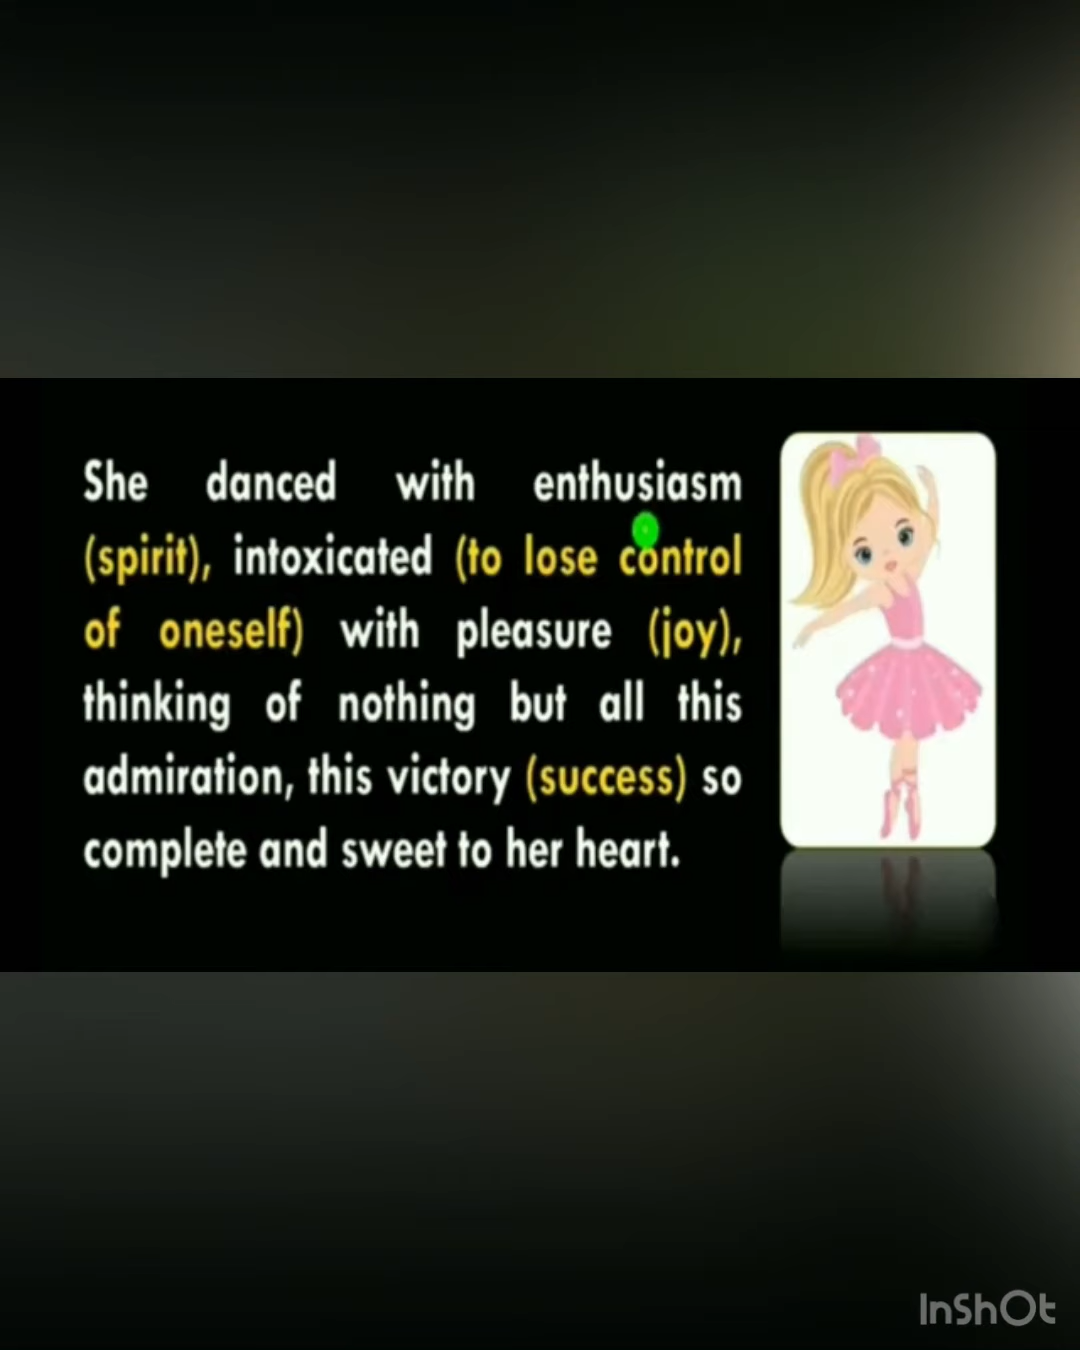 She danced with enthusiasm
(spirit), intoxicated (to lose control
of oneself) with pleasure (joy),
thinking of nothing but all this
admiration, this victory (success) so
complete and sweet to her heart.
InShOt